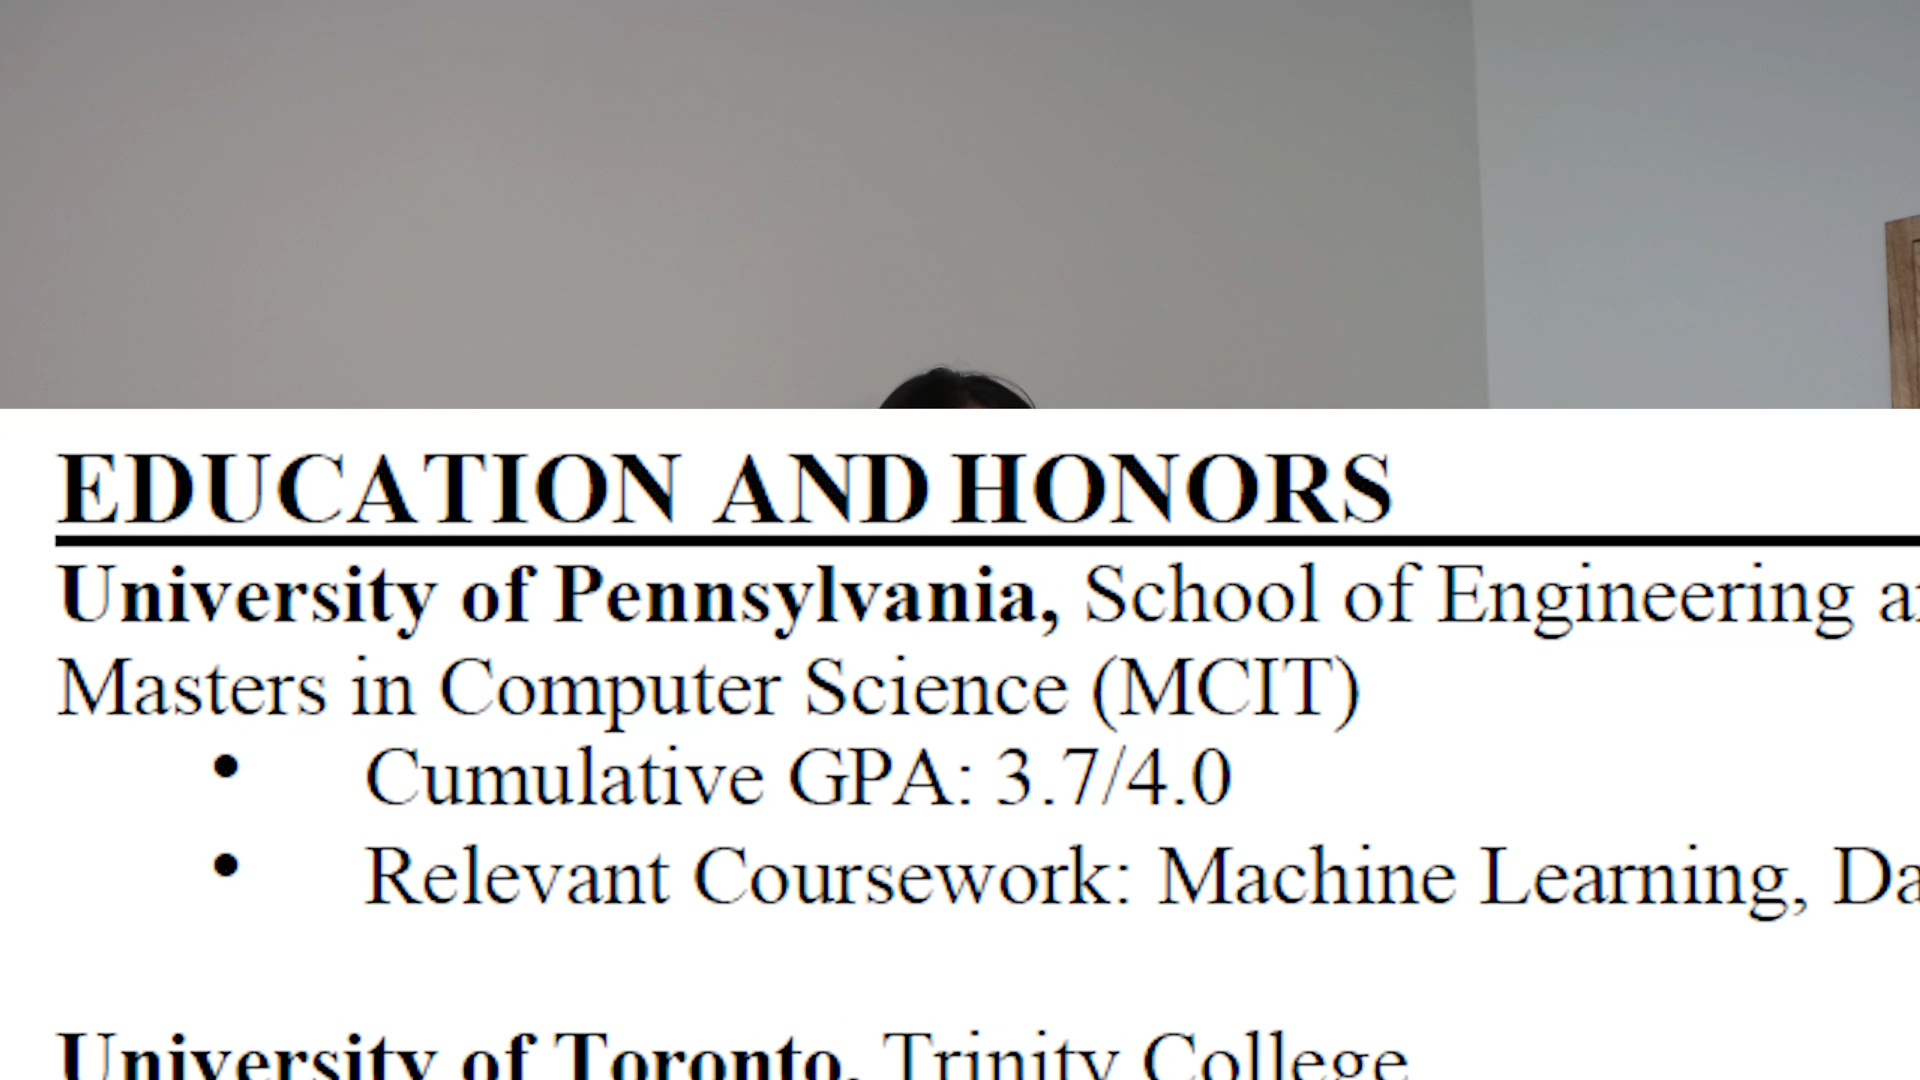 EDUCATION AND HONORS
University of Pennsylvania, School of Engineering
Masters in Computer Science (MCIT)
• Cumulative GPA: 3.7/4.0
• Relevant Coursework: Machine Learning,
University of Toronto, Trinity College